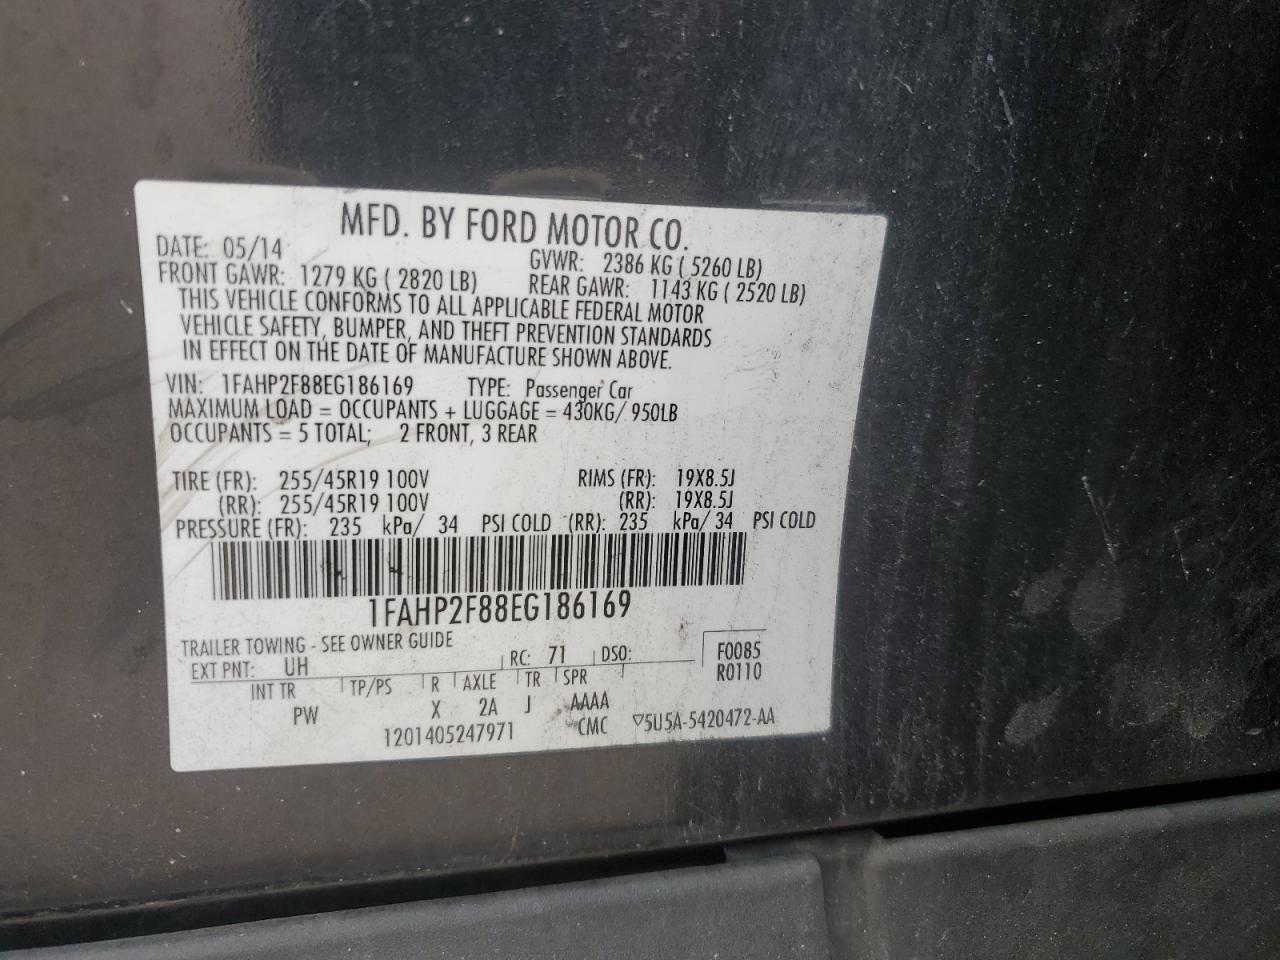 MFD. BY FORD MOTOR CO.
DATE: 05/14 GVWR: 2386 KG ( 5260 LB)
FRONT GAWR: 1279 KG ( 2820 LB) REAR GAWR: 1143 KG ( 2520 LB)
THIS VEHICLE CONFORMS TO ALL APPLICABLE FEDERAL MOTOR
VEHICLE SAFETY, BUMPER, AND THEFT PREVENTION STANDARDS
IN EFFECT ON THE DATE OF MANUFACTURE SHOWN ABOVE.
VIN: 1FAHP2F88EG186169 TYPE: Passenger Car
MAXIMUM LOAD = OCCUPANTS + LUGGAGE = 430KG/ 950LB
OCCUPANTS = 5 TOTAL; 2 FRONT, 3 REAR
TIRE (FR): 255/45R19 100V RIMS (FR): 19X8.5J
(RR): 255/45R19 100V (RR): 19X8.5J
PRESSURE (FR): 235 kPa/ 34 PSI COLD (RR): 235 kPa/ 34 PSI COLD
1FAHP2F88EG186169
TRAILER TOWING - SEE OWNER GUIDE
EXT PNT: UH RC: 71 DSO: F0085
R0110
INT TR TP/PS R AXLE TR SPR
PW X 2A J AAAA
1201405247971 CMC ▽5U5A-5420472-AA